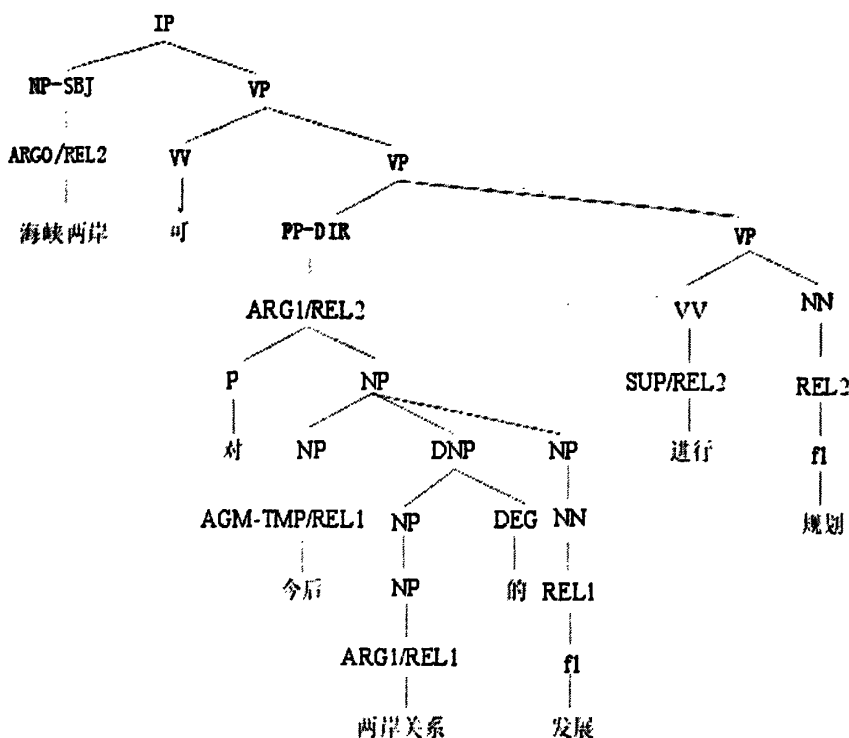 IP
NP-SBJ VP
ARG0/REL2 VV VP
海峡两岸 可 PP-DIR VP
ARG1/REL2 VV NN
P NP SUP/REL2 REL2
对 NP DNP NP 进行 f1
AGM-TMP/REL1 NP DEG NN 规划
今后 NP 的 REL1
ARG1/REL1 f1
两岸关系 发展